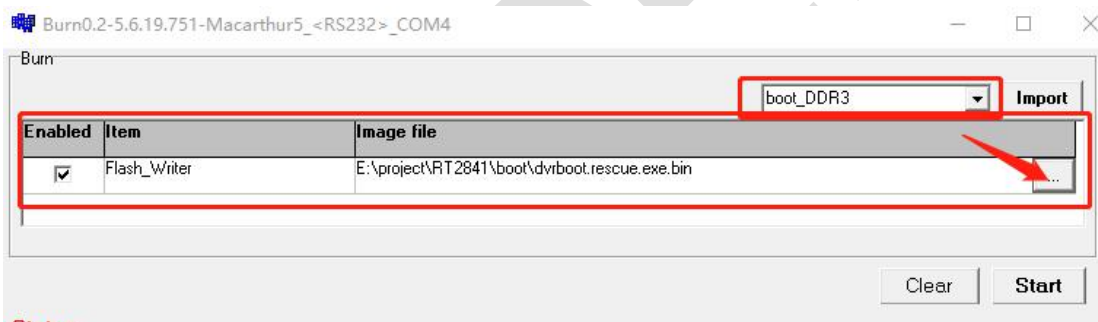 Burn0.2-5.6.19.751-Macarthur5_<RS232>_COM4
Burn
boot_DDR3 Import
Enabled Item Image file
Flash_Writer E:\project\RT2841\boot\dvrboot.rescue.exe.bin ...
Clear Start